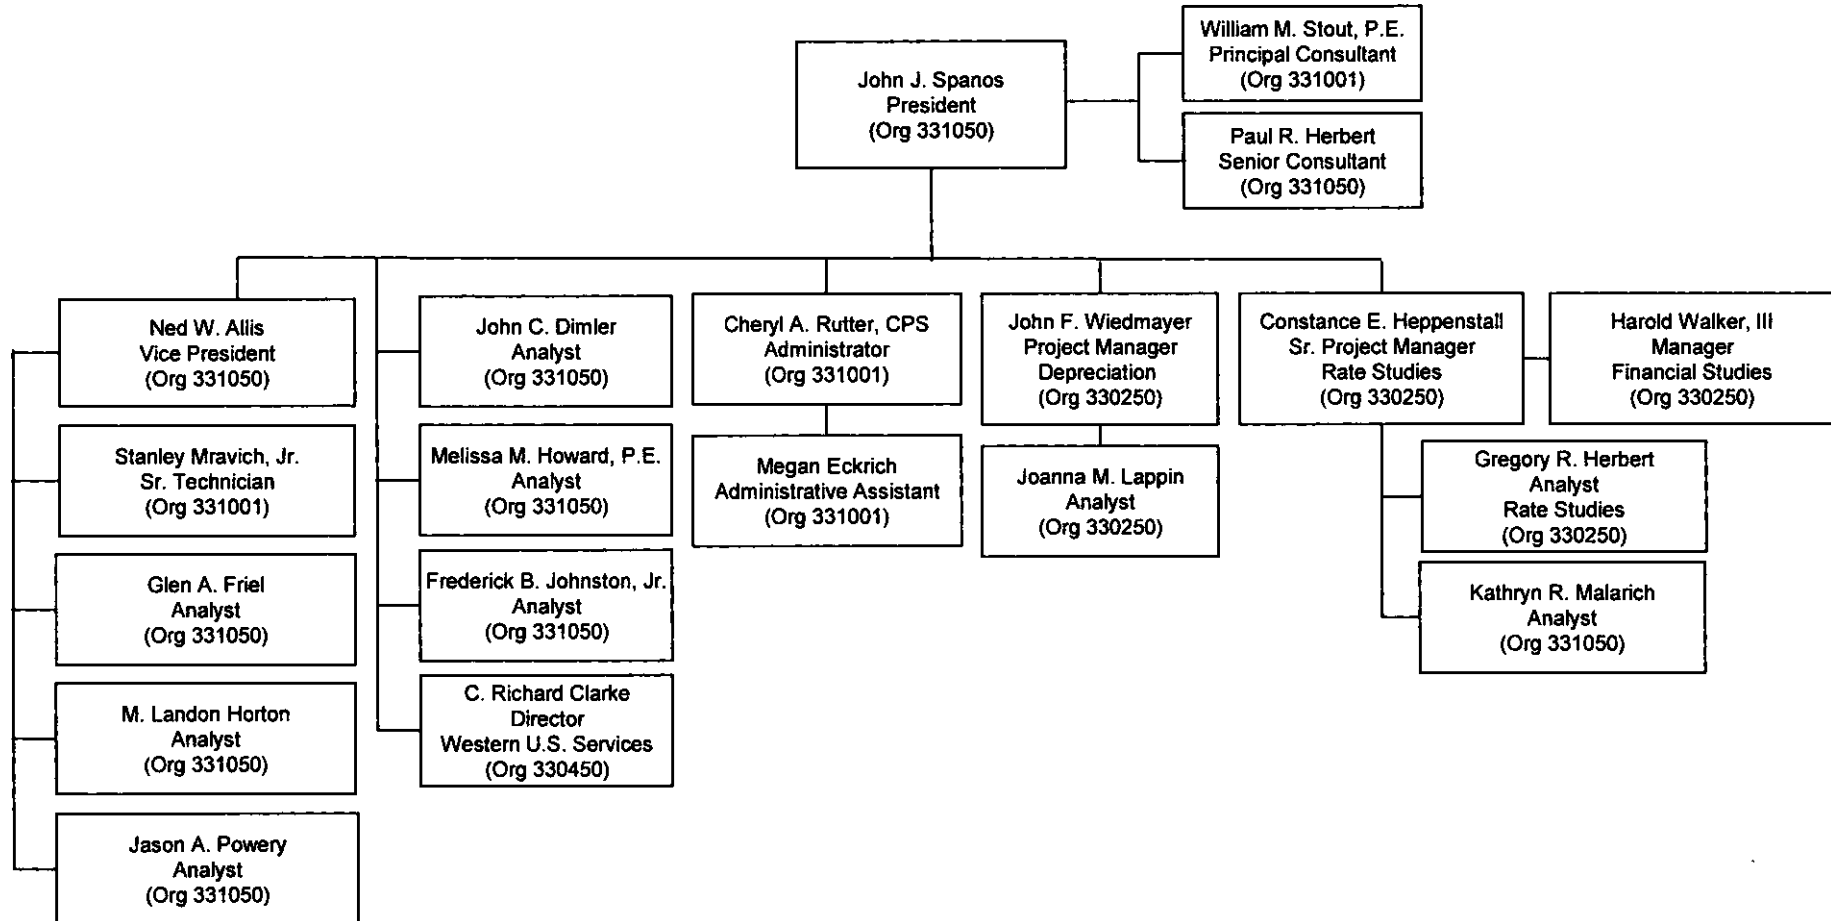 John J. Spanos
President
(Org 331050)
William M. Stout, P.E.
Principal Consultant
(Org 331001)
Paul R. Herbert
Senior Consultant
(Org 331050)
Ned W. Allis
Vice President
(Org 331050)
Stanley Mravich, Jr.
Sr. Technician
(Org 331001)
Glen A. Friel
Analyst
(Org 331050)
M. Landon Horton
Analyst
(Org 331050)
Jason A. Powery
Analyst
(Org 331050)
John C. Dimler
Analyst
(Org 331050)
Melissa M. Howard, P.E.
Analyst
(Org 331050)
Frederick B. Johnston, Jr.
Analyst
(Org 331050)
C. Richard Clarke
Director
Western U.S. Services
(Org 330450)
Cheryl A. Rutter, CPS
Administrator
(Org 331001)
Megan Eckrich
Administrative Assistant
(Org 331001)
John F. Wiedmayer
Project Manager
Depreciation
(Org 330250)
Joanna M. Lappin
Analyst
(Org 330250)
Constance E. Heppenstall
Sr. Project Manager
Rate Studies
(Org 330250)
Harold Walker, III
Manager
Financial Studies
(Org 330250)
Gregory R. Herbert
Analyst
Rate Studies
(Org 330250)
Kathryn R. Malarich
Analyst
(Org 331050)